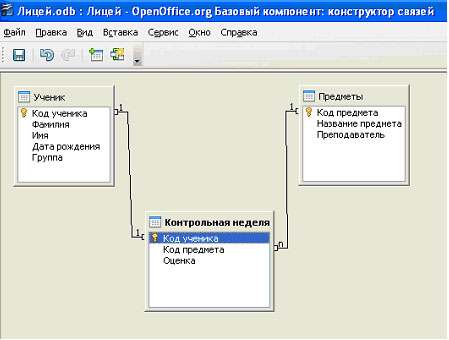 Лицей.odb : Лицей - OpenOffice.org Базовый компонент: конструктор связей
Файл Правка Вид Вставка Сервис Окно Справка
Ученик
Код ученика
Фамилия
Имя
Дата рождения
Группа
1
1
Предметы
Код предмета
Название предмета
Преподаватель
1
n
Контрольная неделя
Код ученика
Код предмета
Оценка